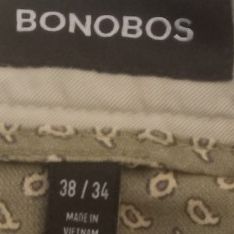 BONOBOS
38 / 34
MADE IN
VIETNAM